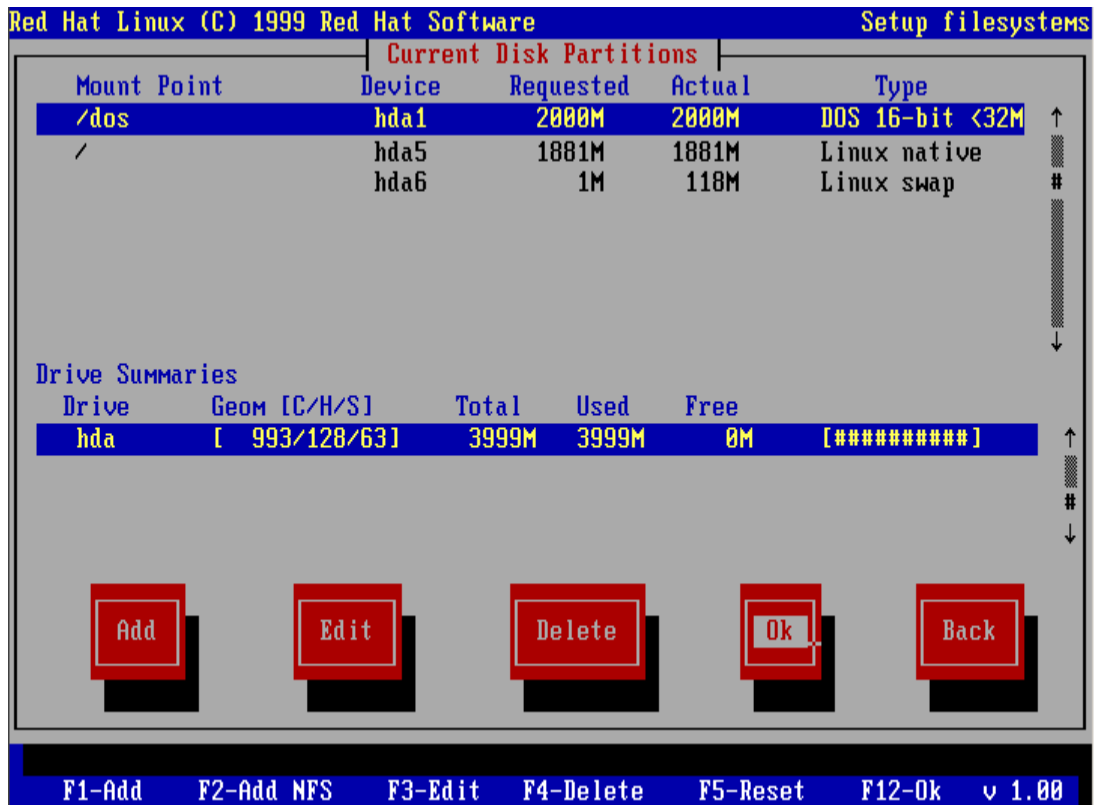 Red Hat Linux (C) 1999 Red Hat Software Setup filesystems
Current Disk Partitions
Mount Point Device Requested Actual Type
/dos hda1 2000M 2000M DOS 16-bit <32M ↑
/ hda5 1881M 1881M Linux native
hda6 1M 118M Linux swap #
↓
Drive Summaries
Drive Geom [C/H/S] Total Used Free
hda [ 993/128/63] 3999M 3999M 0M [##########] ↑
#
↓
Add Edit Delete Ok Back
F1-Add F2-Add NFS F3-Edit F4-Delete F5-Reset F12-Ok v 1.00